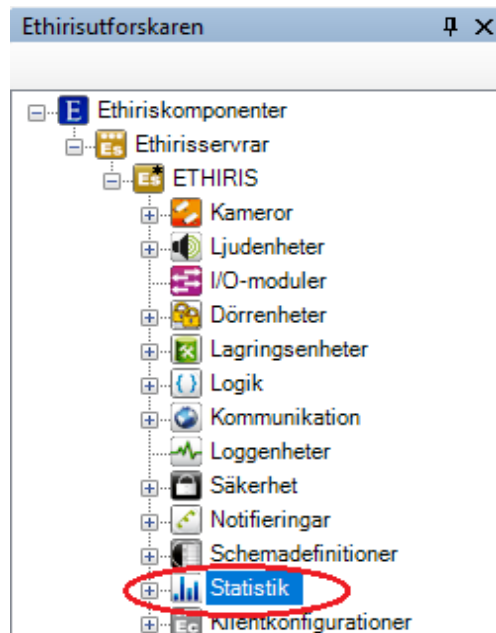 Ethirisutforskaren
Ethiriskomponenter
Ethirisservrar
ETHIRIS
Kameror
Ljudenheter
I/O-moduler
Dörrenheter
Lagringsenheter
Logik
Kommunikation
Loggenheter
Säkerhet
Notifieringar
Schemadefinitioner
Statistik
Klientkonfigurationer